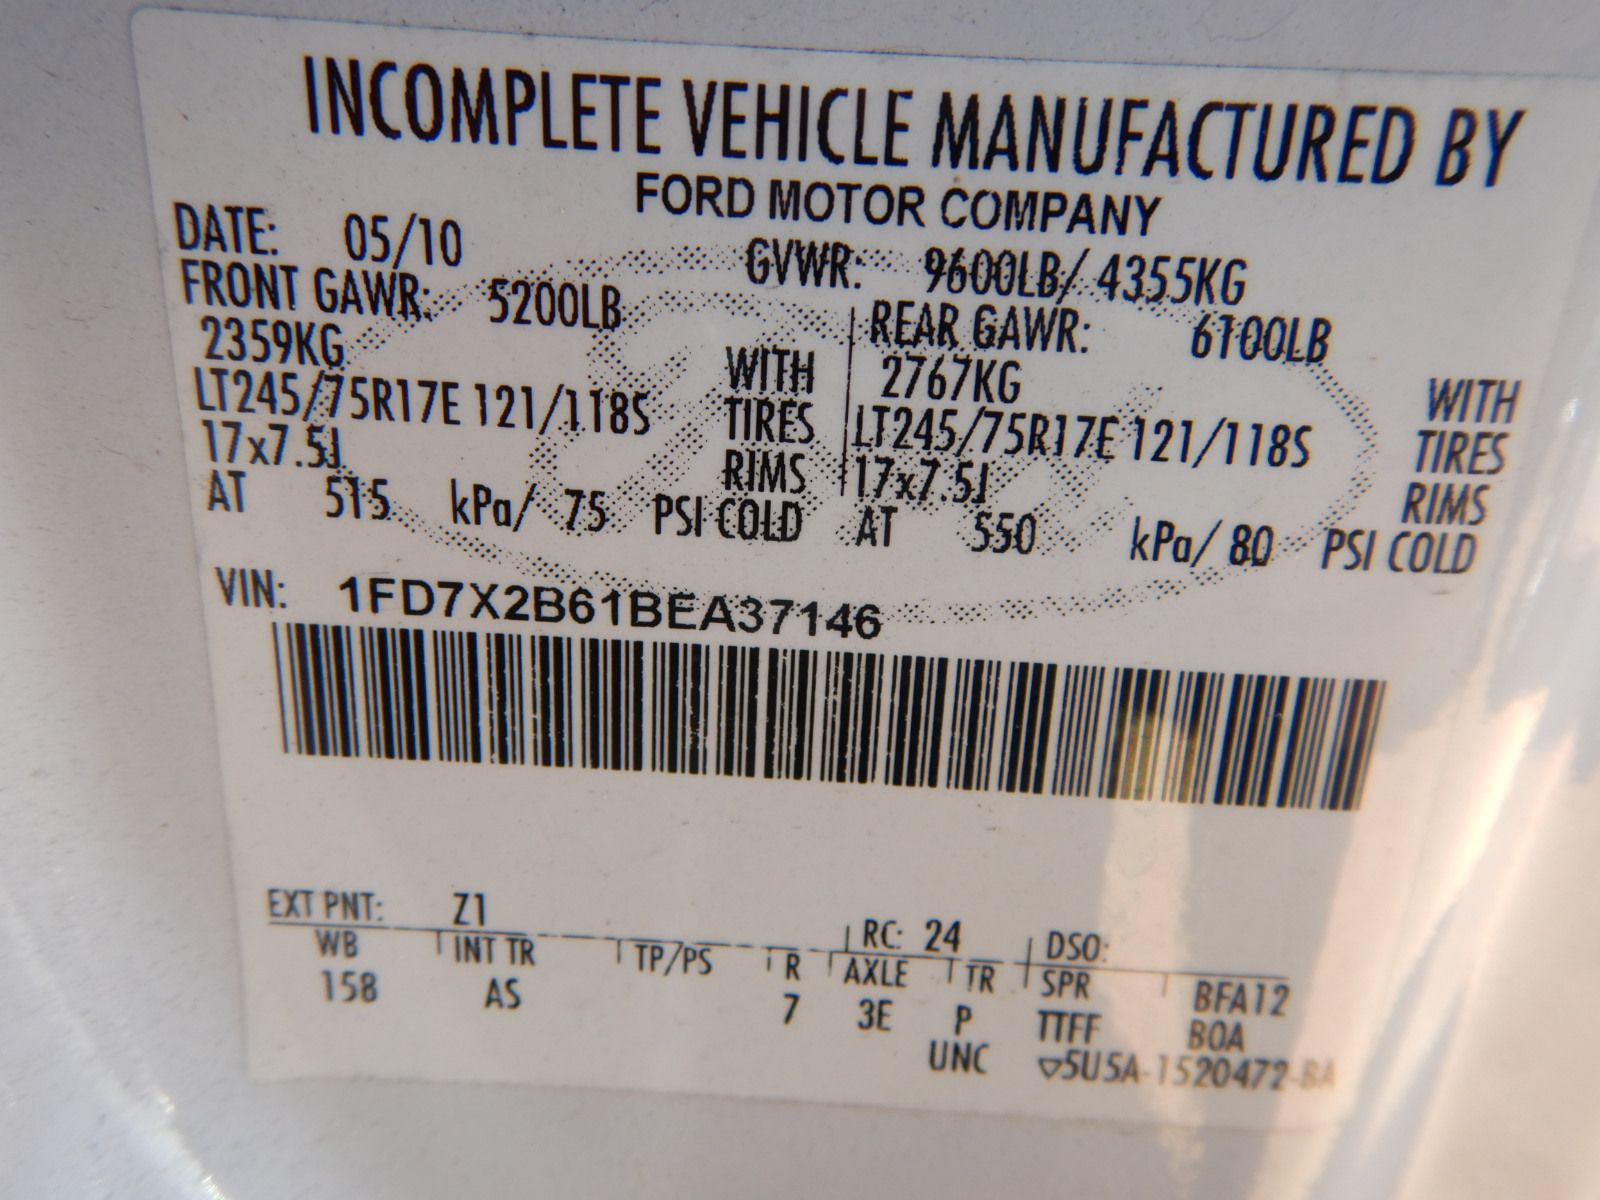 INCOMPLETE VEHICLE MANUFACTURED BY
FORD MOTOR COMPANY
DATE: 05/10 GVWR: 9600LB/ 4355KG
FRONT GAWR: 5200LB REAR GAWR: 6100LB
2359KG WITH 2767KG WITH
LT245/75R17E 121/118S TIRES LT245/75R17E 121/118S TIRES
17x7.5J RIMS 17x7.5J RIMS
AT 515 kPa/ 75 PSI COLD AT 550 kPa/ 80 PSI COLD
VIN: 1FD7X2B61BEA37146
EXT PNT: Z1 RC: 24 DSO:
WB INT TR TP/PS R AXLE TR SPR BFA12
158 AS 7 3E P TTFF BOA
UNC ▽5U5A-1520472-BA